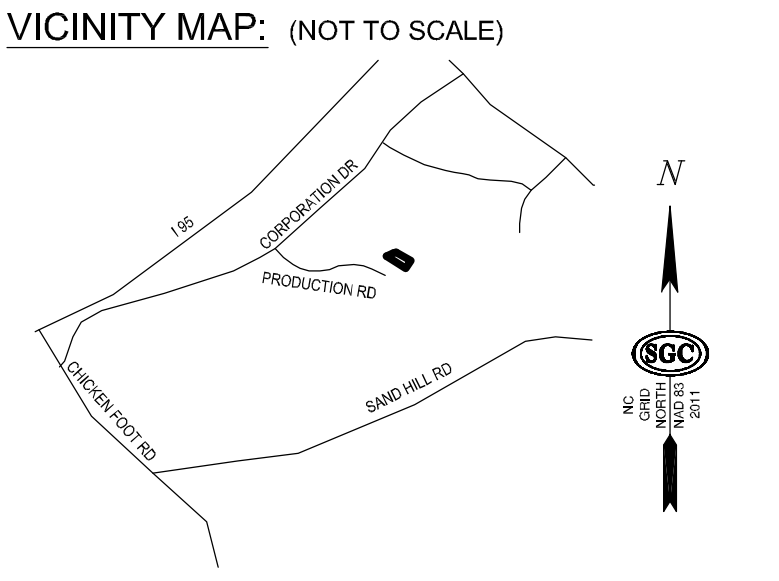 VICINITY MAP: (NOT TO SCALE)
N
I 95
CORPORATION DR
PRODUCTION RD
SGC
CHICKEN FOOT RD
SAND HILL RD
NC
GRID
NORTH
NAD 83
2011